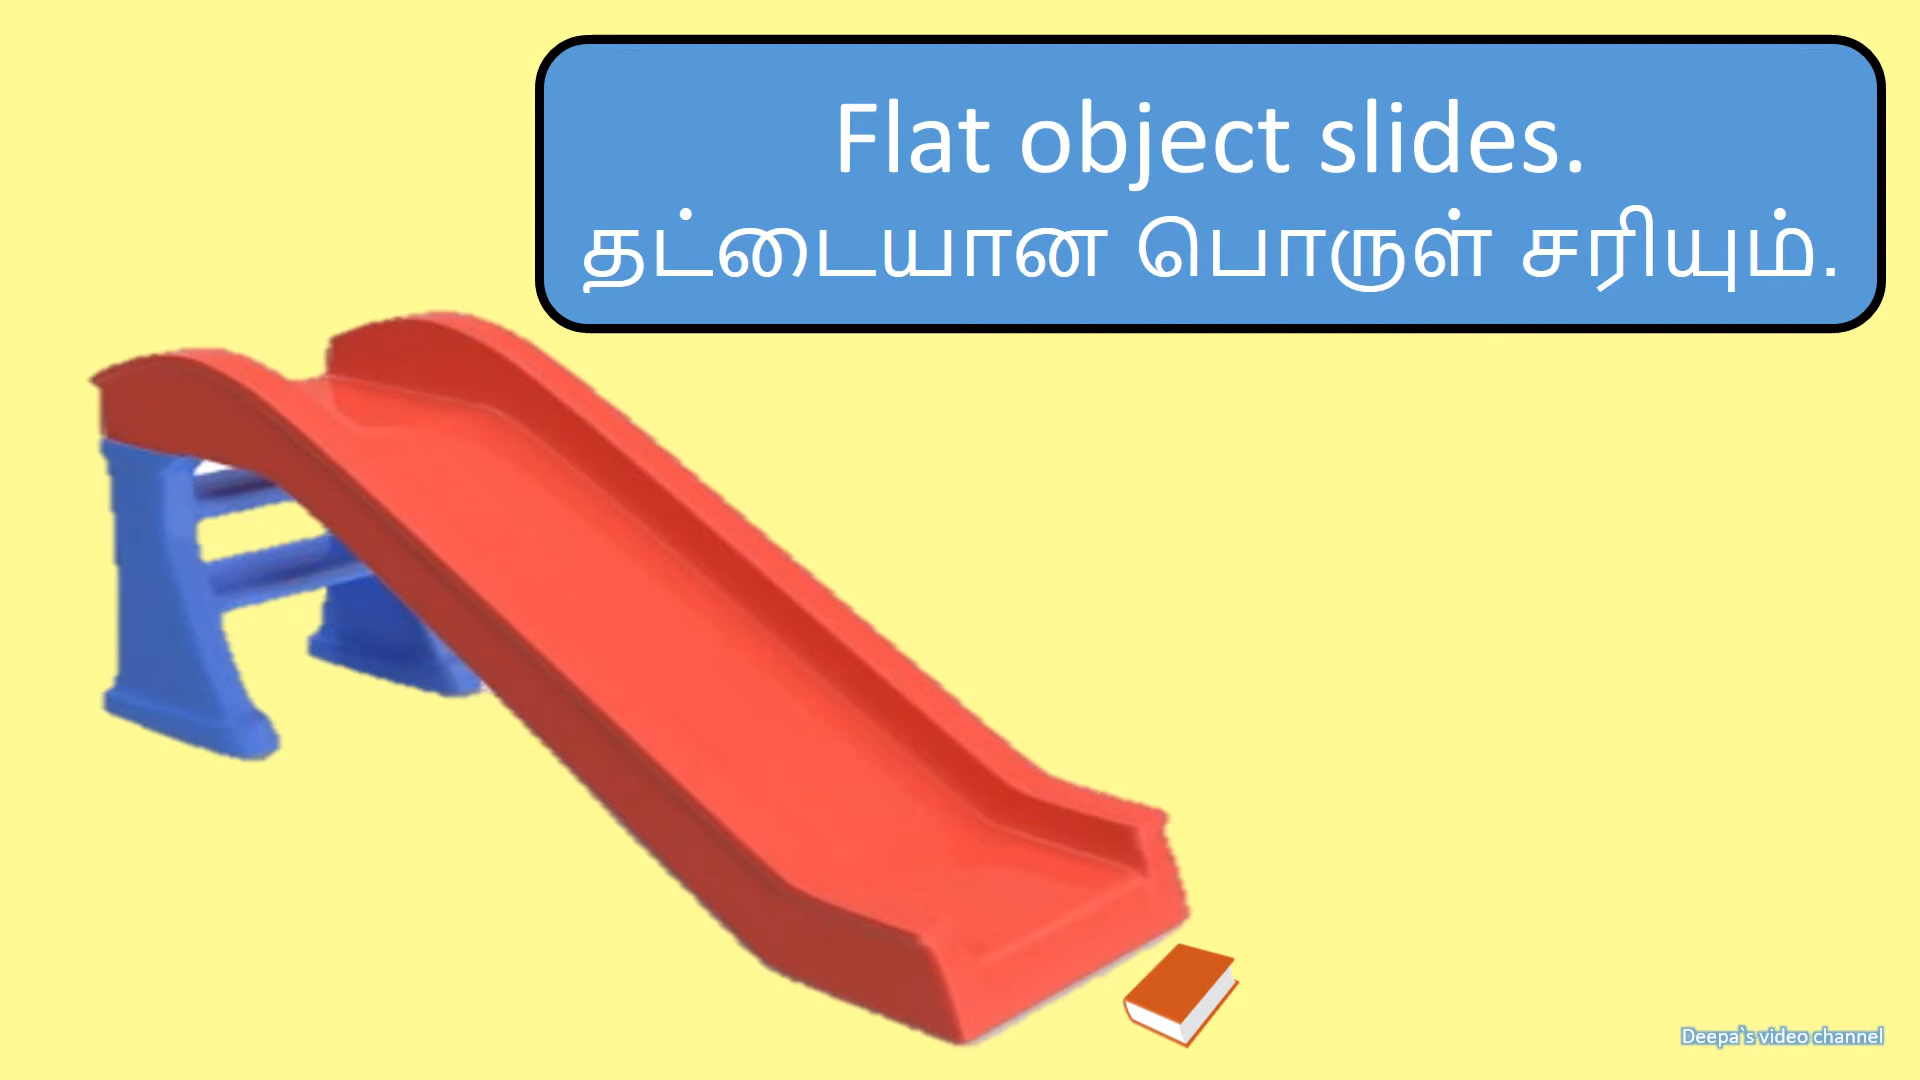 Flat object slides.
தட்டையான பொருள் சரியும்.
Deepa`s video channel